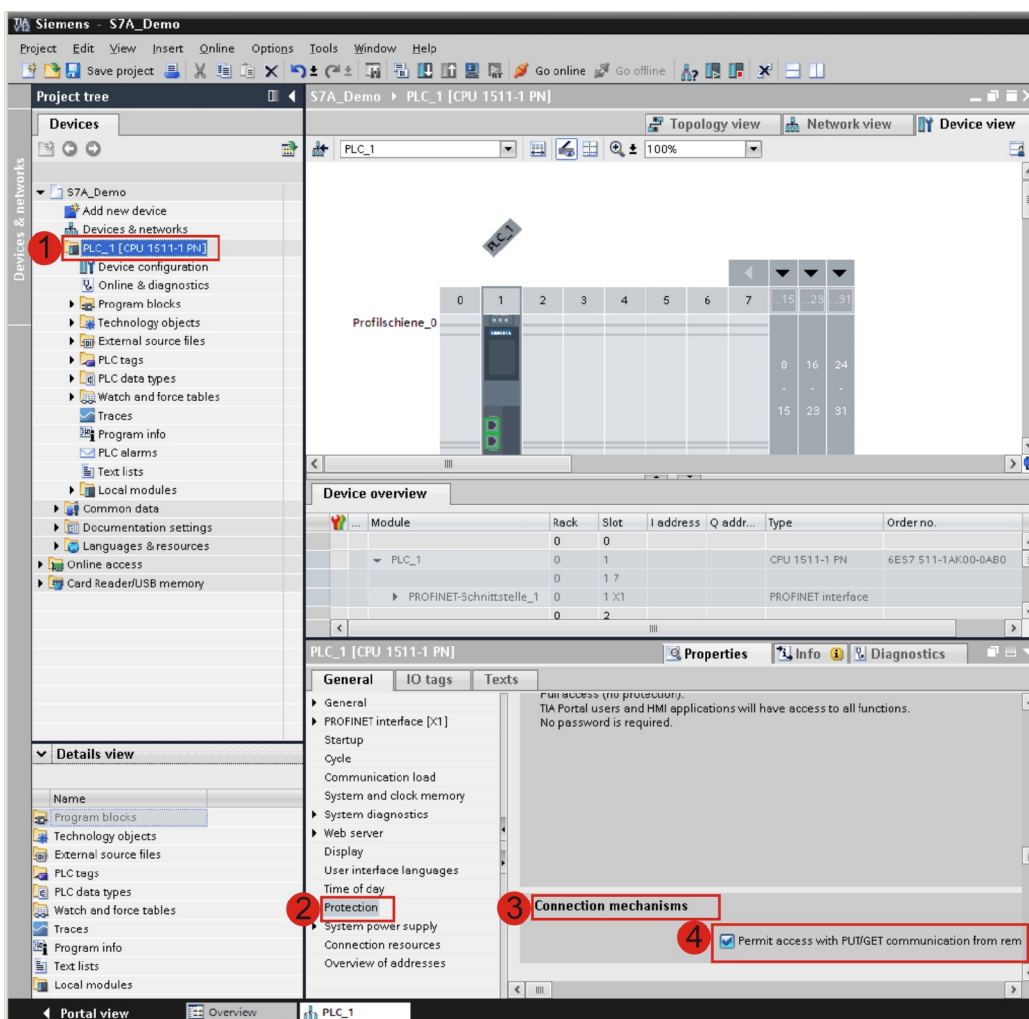 Siemens - S7A_Demo
Project Edit View Insert Online Options Tools Window Help
Save project Go online Go offline
Project tree
S7A_Demo PLC_1 [CPU 1511-1 PN]
Devices
Topology view Network view Device view
PLC_1 100%
Devices & networks
S7A_Demo
Add new device
Devices & networks
1 PLC_1 [CPU 1511-1 PN]
Device configuration
Online & diagnostics
Program blocks
Technology objects
External source files
PLC tags
PLC data types
Watch and force tables
Traces
Program info
PLC alarms
Text lists
Local modules
Common data
Documentation settings
Languages & resources
Online access
Card Reader/USB memory
PLC_1
0 1 2 3 4 5 6 7 ...15 ...23 ...31
Profilschiene_0
SIEMENS
8 16 24
- - -
15 23 31
Device overview
... Module Rack Slot I address Q addr... Type Order no.
0 0
PLC_1 0 1 CPU 1511-1 PN 6ES7 511-1AK00-0AB0
0 1 7
PROFINET-Schnittstelle_1 0 1 X1 PROFINET interface
0 2
PLC_1 [CPU 1511-1 PN]
Properties Info Diagnostics
General IO tags Texts
General
PROFINET interface [X1]
Startup
Cycle
Communication load
System and clock memory
System diagnostics
Web server
Display
User interface languages
Time of day
2 Protection
System power supply
Connection resources
Overview of addresses
Full access (no protection).
TIA Portal users and HMI applications will have access to all functions.
No password is required.
3 Connection mechanisms
4 Permit access with PUT/GET communication from rem
Details view
Name
Program blocks
Technology objects
External source files
PLC tags
PLC data types
Watch and force tables
Traces
Program info
Text lists
Local modules
Portal view Overview PLC_1